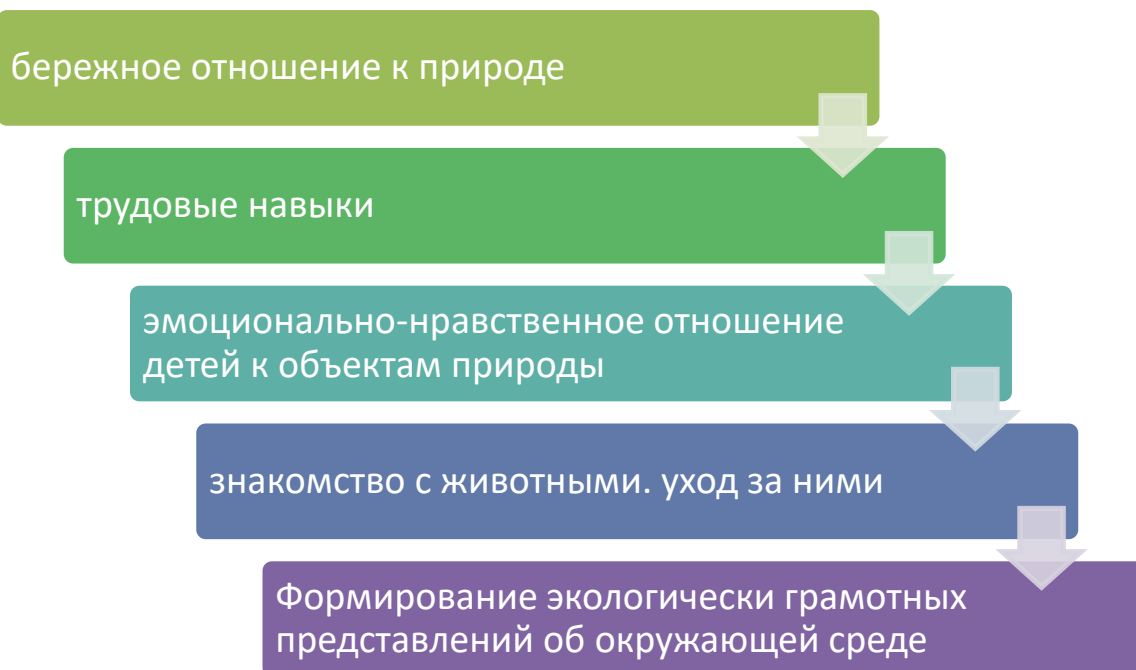 бережное отношение к природе
трудовые навыки
эмоционально-нравственное отношение
детей к объектам природы
знакомство с животными. уход за ними
Формирование экологически грамотных
представлений об окружающей среде